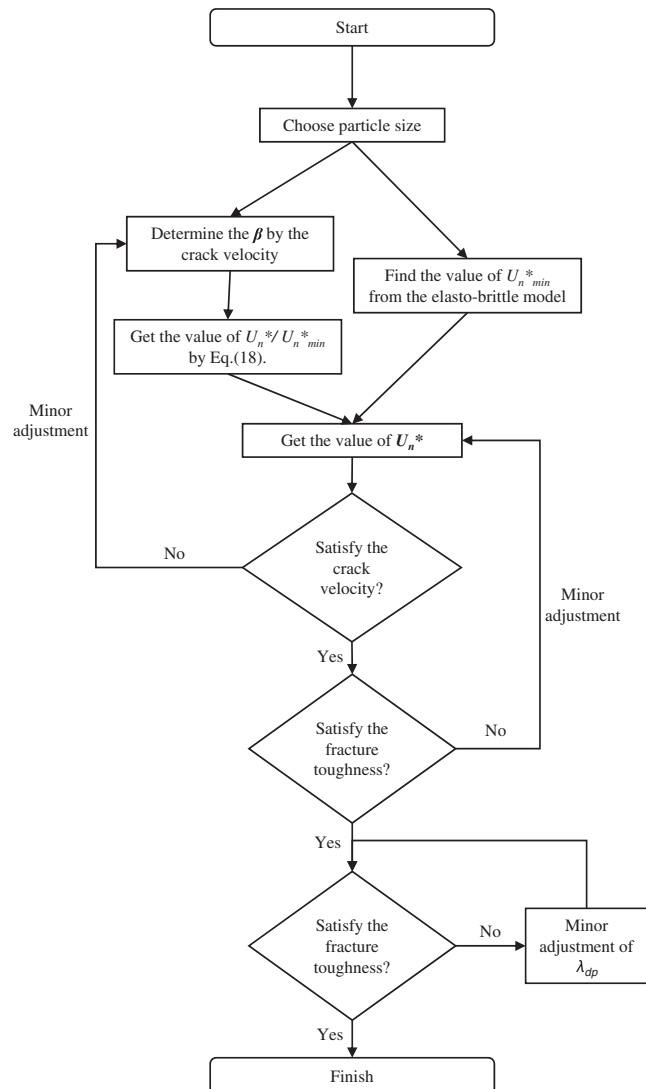 Start
Choose particle size
Determine the β by the
crack velocity
Find the value of Un*min
from the elasto-brittle model
Get the value of Un*/Un*min
by Eq.(18).
Minor
adjustment
Get the value of Un*
No
Satisfy the
crack
velocity?
Minor
adjustment
Yes
Satisfy the
fracture
toughness?
No
Yes
Satisfy the
fracture
toughness?
No
Minor
adjustment of
λdp
Yes
Finish